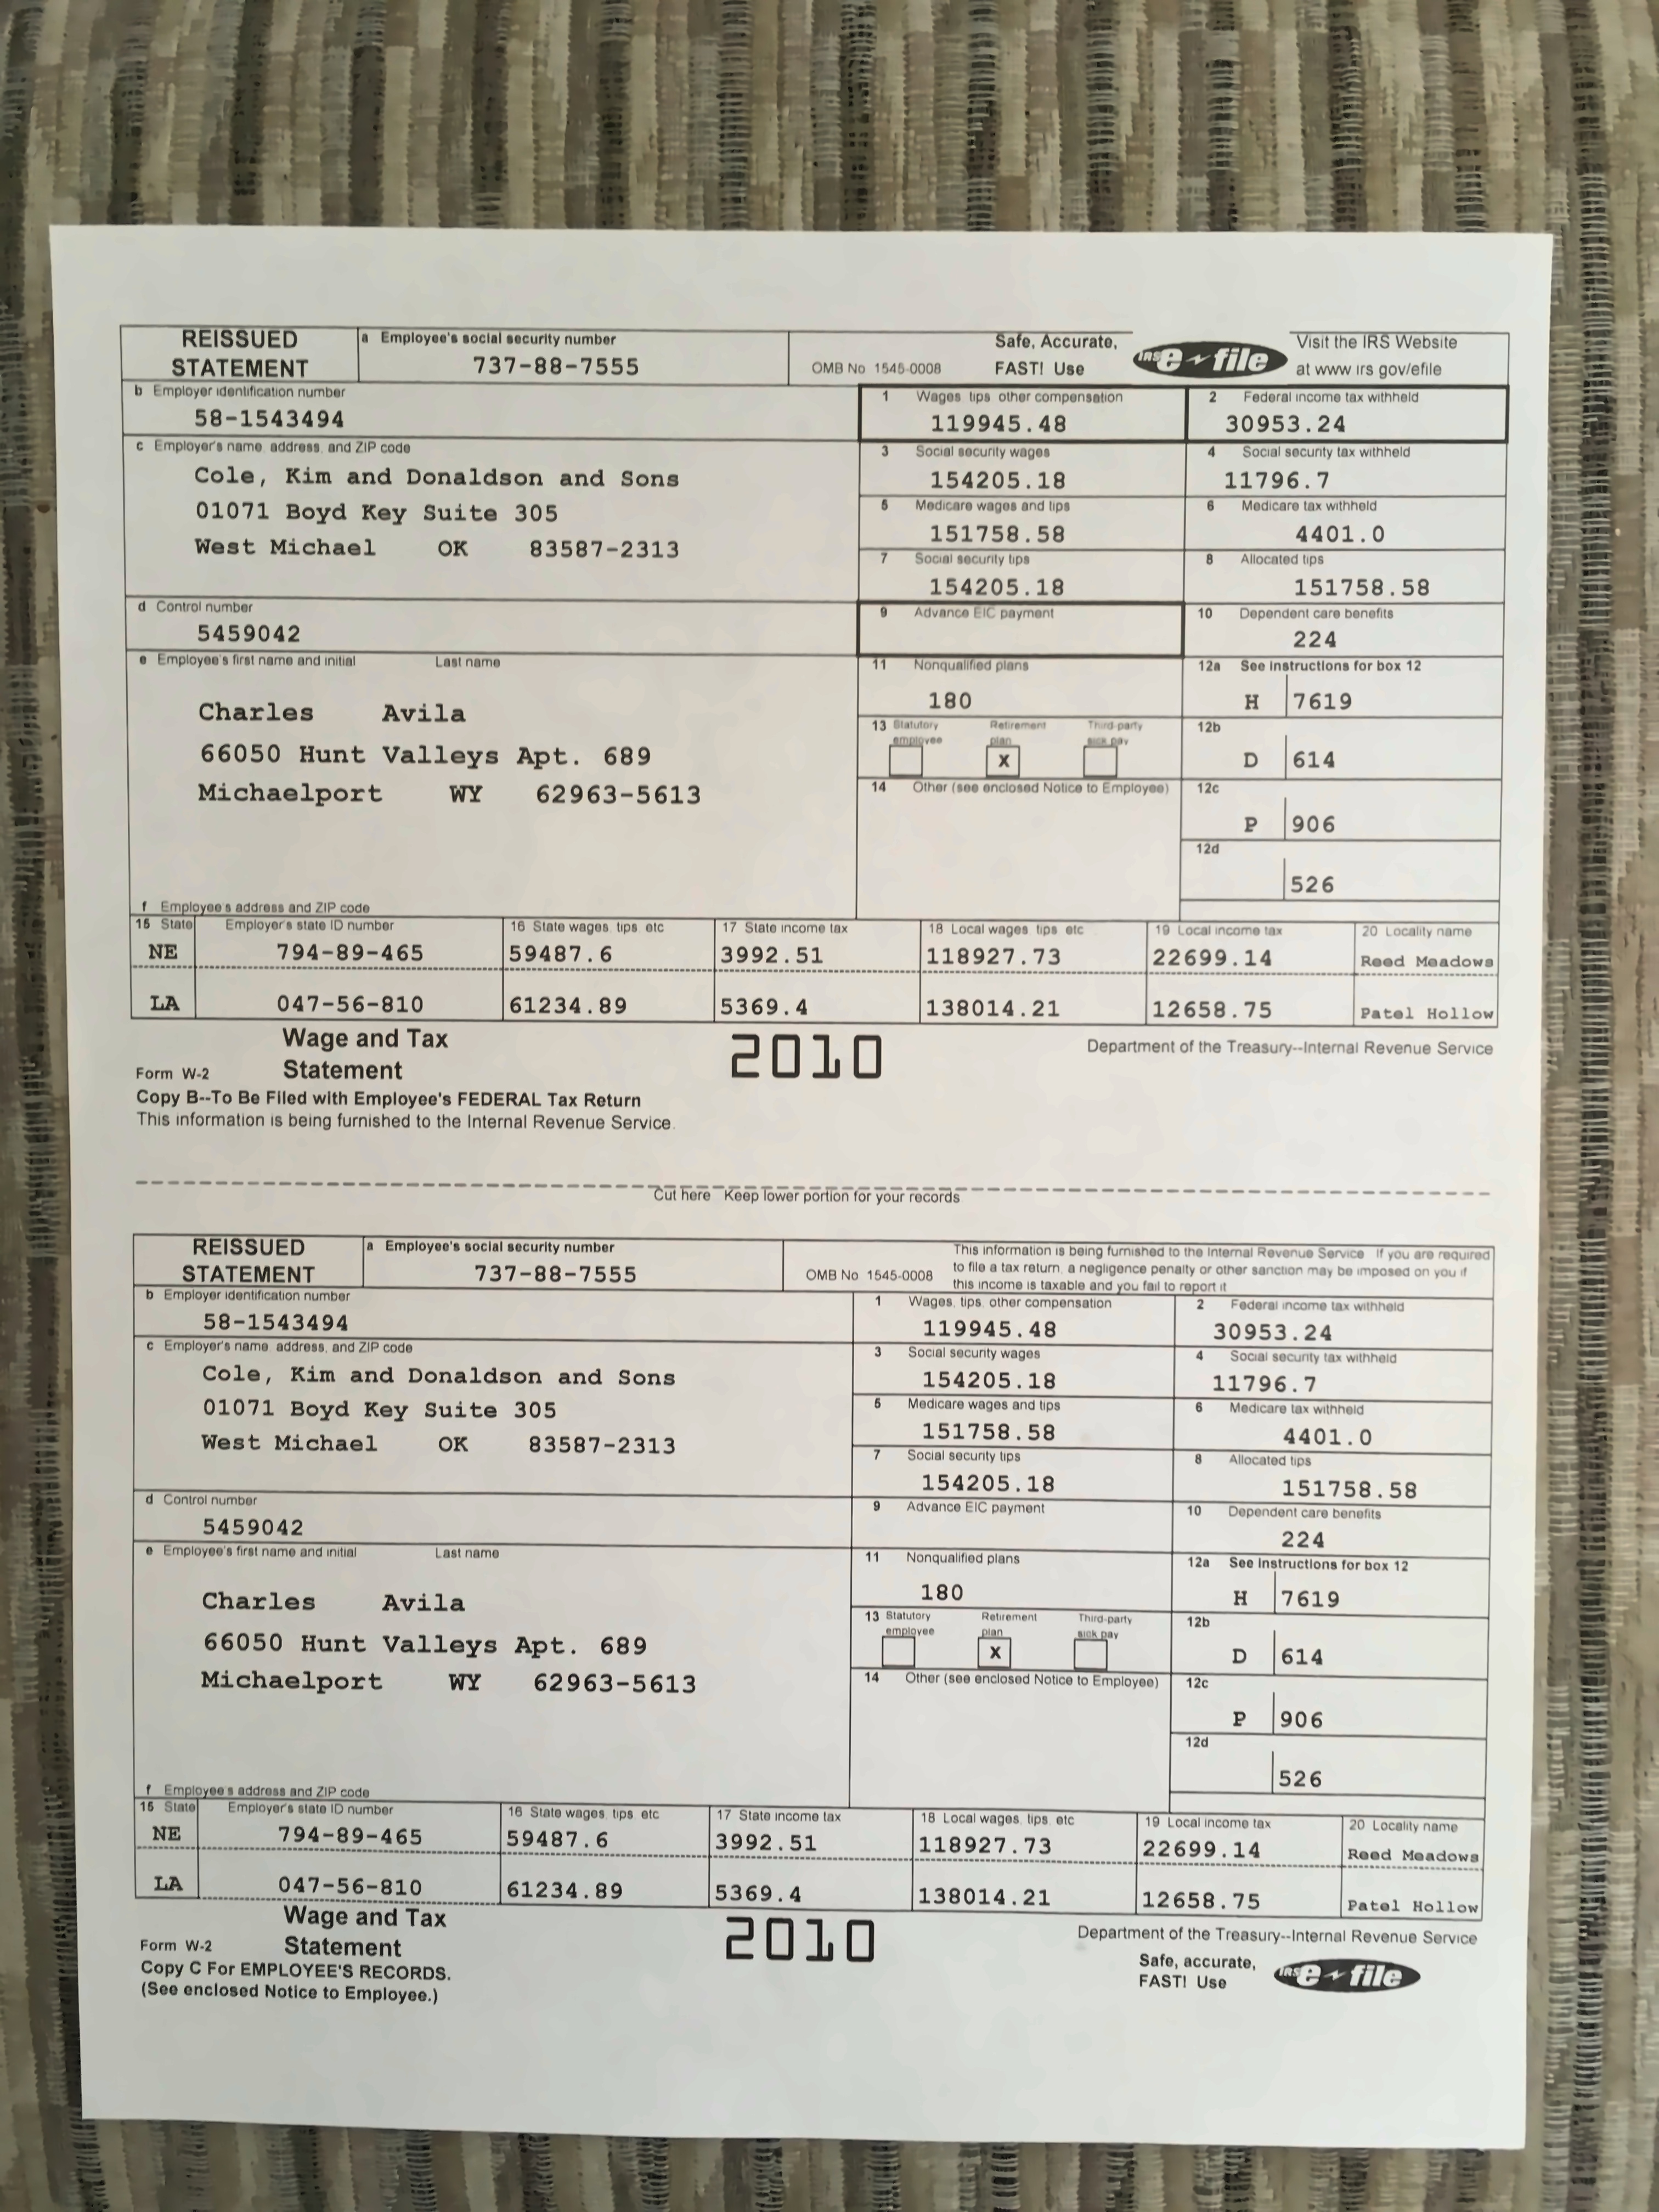 REISSUED STATEMENT
a Employee's social security number
737-88-7555
OMB No 1545-0008
Safe, Accurate, FAST! Use
IRS e-file
Visit the IRS Website at www irs gov/efile
b Employer identification number
58-1543494
1 Wages tips other compensation
119945.48
2 Federal income tax withheld
30953.24
c Employer's name address and ZIP code
Cole, Kim and Donaldson and Sons
01071 Boyd Key Suite 305
West Michael OK 83587-2313
3 Social security wages
154205.18
4 Social security tax withheld
11796.7
5 Medicare wages and tips
151758.58
6 Medicare tax withheld
4401.0
7 Social security tips
154205.18
8 Allocated tips
151758.58
d Control number
5459042
9 Advance EIC payment
10 Dependent care benefits
224
e Employee's first name and initial Last name
Charles Avila
66050 Hunt Valleys Apt. 689
Michaelport WY 62963-5613
11 Nonqualified plans
180
12a See instructions for box 12
H 7619
13 Statutory employee Retirement plan Third-party sick pay
X
12b
D 614
14 Other (see enclosed Notice to Employee)
12c
P 906
12d
526
f Employee's address and ZIP code
15 State Employer's state ID number 16 State wages, tips, etc 17 State income tax 18 Local wages tips etc 19 Local income tax 20 Locality name
NE 794-89-465 59487.6 3992.51 118927.73 22699.14 Reed Meadows
LA 047-56-810 61234.89 5369.4 138014.21 12658.75 Patel Hollow
Form W-2 Wage and Tax Statement
2010
Department of the Treasury--Internal Revenue Service
Copy B--To Be Filed with Employee's FEDERAL Tax Return
This information is being furnished to the Internal Revenue Service.
Cut here Keep lower portion for your records
REISSUED STATEMENT
a Employee's social security number
737-88-7555
OMB No 1545-0008
This information is being furnished to the Internal Revenue Service If you are required
to file a tax return, a negligence penalty or other sanction may be imposed on you if
this income is taxable and you fail to report it
b Employer identification number
58-1543494
1 Wages, tips, other compensation
119945.48
2 Federal income tax withheld
30953.24
c Employer's name address, and ZIP code
Cole, Kim and Donaldson and Sons
01071 Boyd Key Suite 305
West Michael OK 83587-2313
3 Social security wages
154205.18
4 Social security tax withheld
11796.7
5 Medicare wages and tips
151758.58
6 Medicare tax withheld
4401.0
7 Social security tips
154205.18
8 Allocated tips
151758.58
d Control number
5459042
9 Advance EIC payment
10 Dependent care benefits
224
e Employee's first name and initial Last name
Charles Avila
66050 Hunt Valleys Apt. 689
Michaelport WY 62963-5613
11 Nonqualified plans
180
12a See instructions for box 12
H 7619
13 Statutory employee Retirement plan Third-party sick pay
X
12b
D 614
14 Other (see enclosed Notice to Employee)
12c
P 906
12d
526
f Employee's address and ZIP code
15 State Employer's state ID number 16 State wages, tips, etc 17 State income tax 18 Local wages, tips, etc 19 Local income tax 20 Locality name
NE 794-89-465 59487.6 3992.51 118927.73 22699.14 Reed Meadows
LA 047-56-810 61234.89 5369.4 138014.21 12658.75 Patel Hollow
Form W-2 Wage and Tax Statement
2010
Department of the Treasury--Internal Revenue Service
Copy C For EMPLOYEE'S RECORDS.
(See enclosed Notice to Employee.)
Safe, accurate, FAST! Use
IRS e-file